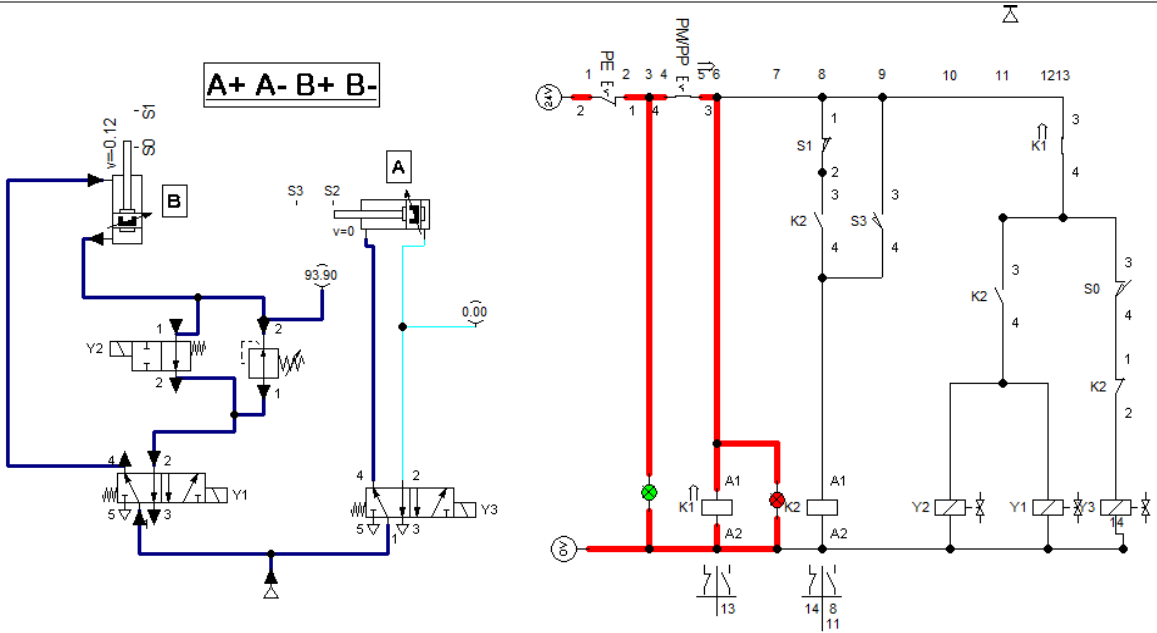 A+ A- B+ B-
PE
PM/PP
1 2 3 4 5 6 7 8 9 10 11 1213
24V
2 1 4 3
S1
S0
v=-0.12
B
A
S3 S2
v=0
93.90
0.00
1 2
Y2
2 1
4 2
Y1
5 1 3
4 2
Y3
5 3 1
1
S1
2
3
K2
4
3
S3
4
3
K1
4
3
K2
4
3
S0
4
1
K2
2
A1
K1
A2
A1
K2
A2
Y2
Y1
Y3
14
0V
13
14 8
11